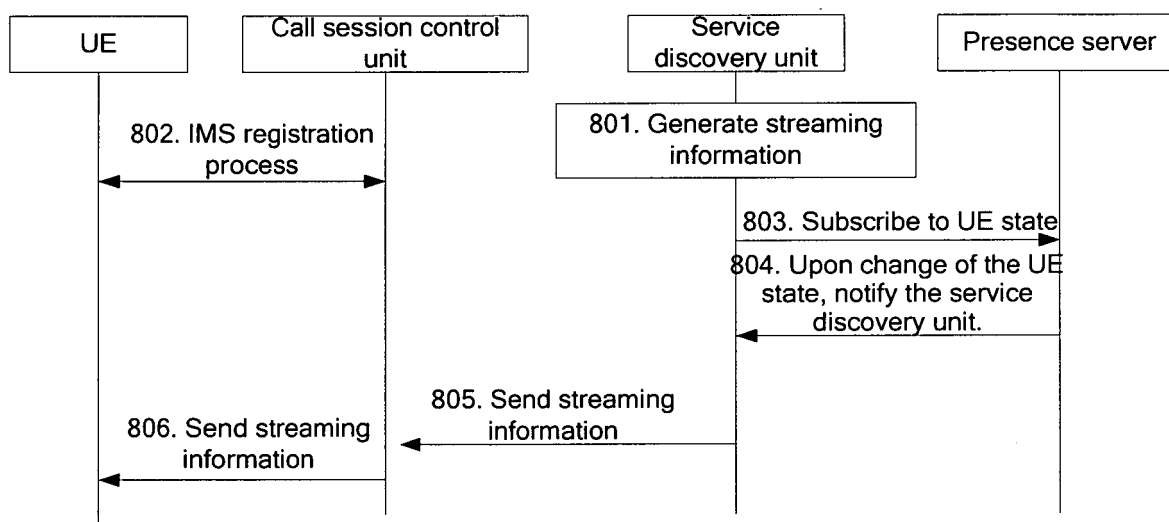 UE
Call session control
unit
Service
discovery unit
Presence server
801. Generate streaming
information
802. IMS registration
process
803. Subscribe to UE state
804. Upon change of the UE
state, notify the service
discovery unit.
805. Send streaming
information
806. Send streaming
information